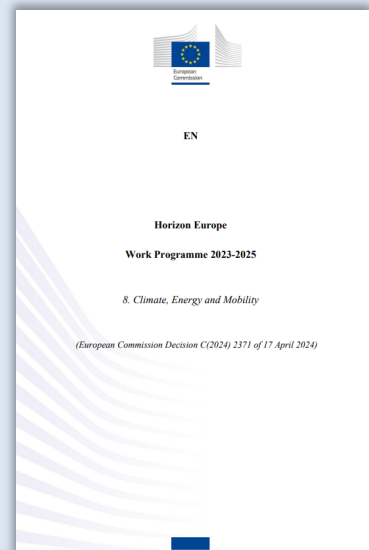 European
Commission
EN
Horizon Europe
Work Programme 2023-2025
8. Climate, Energy and Mobility
(European Commission Decision C(2024) 2371 of 17 April 2024)